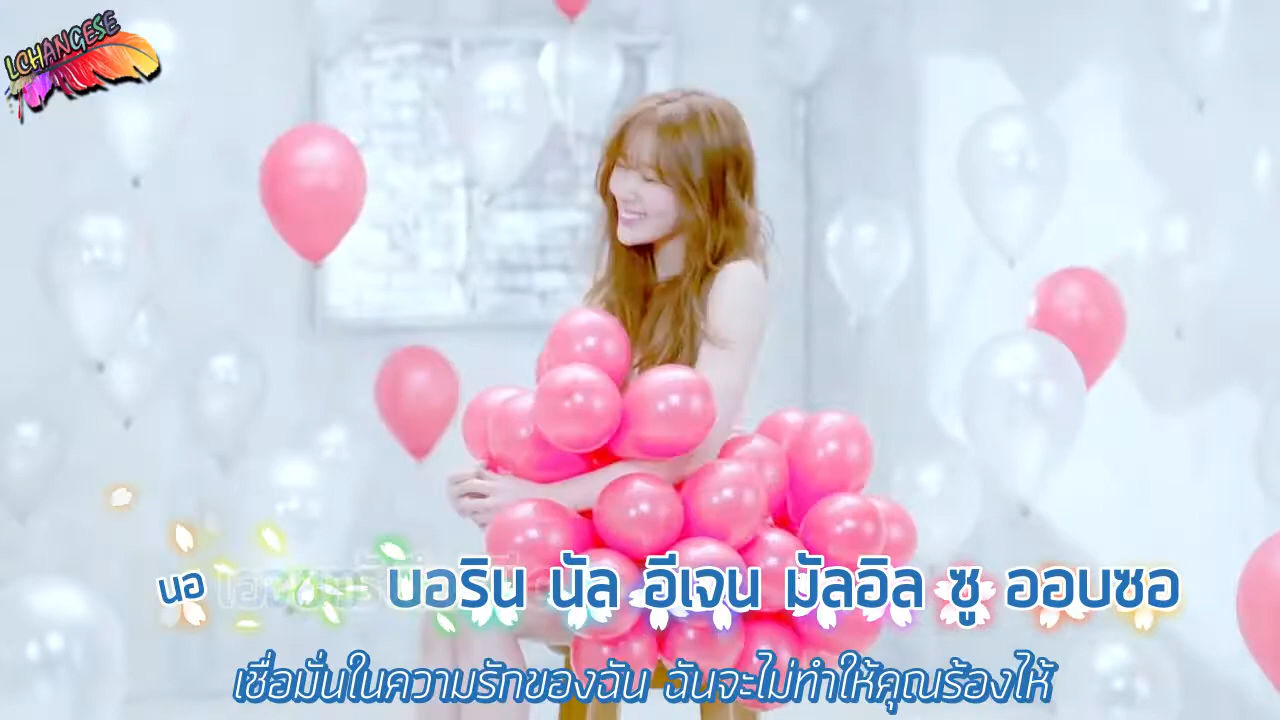 LCHANGESE
นอ นอริน นัล อีเจน มัลอิล ซู ออบซอ
เชื่อมั่นในความรักของฉัน ฉันจะไม่ทำให้คุณร้องไห้